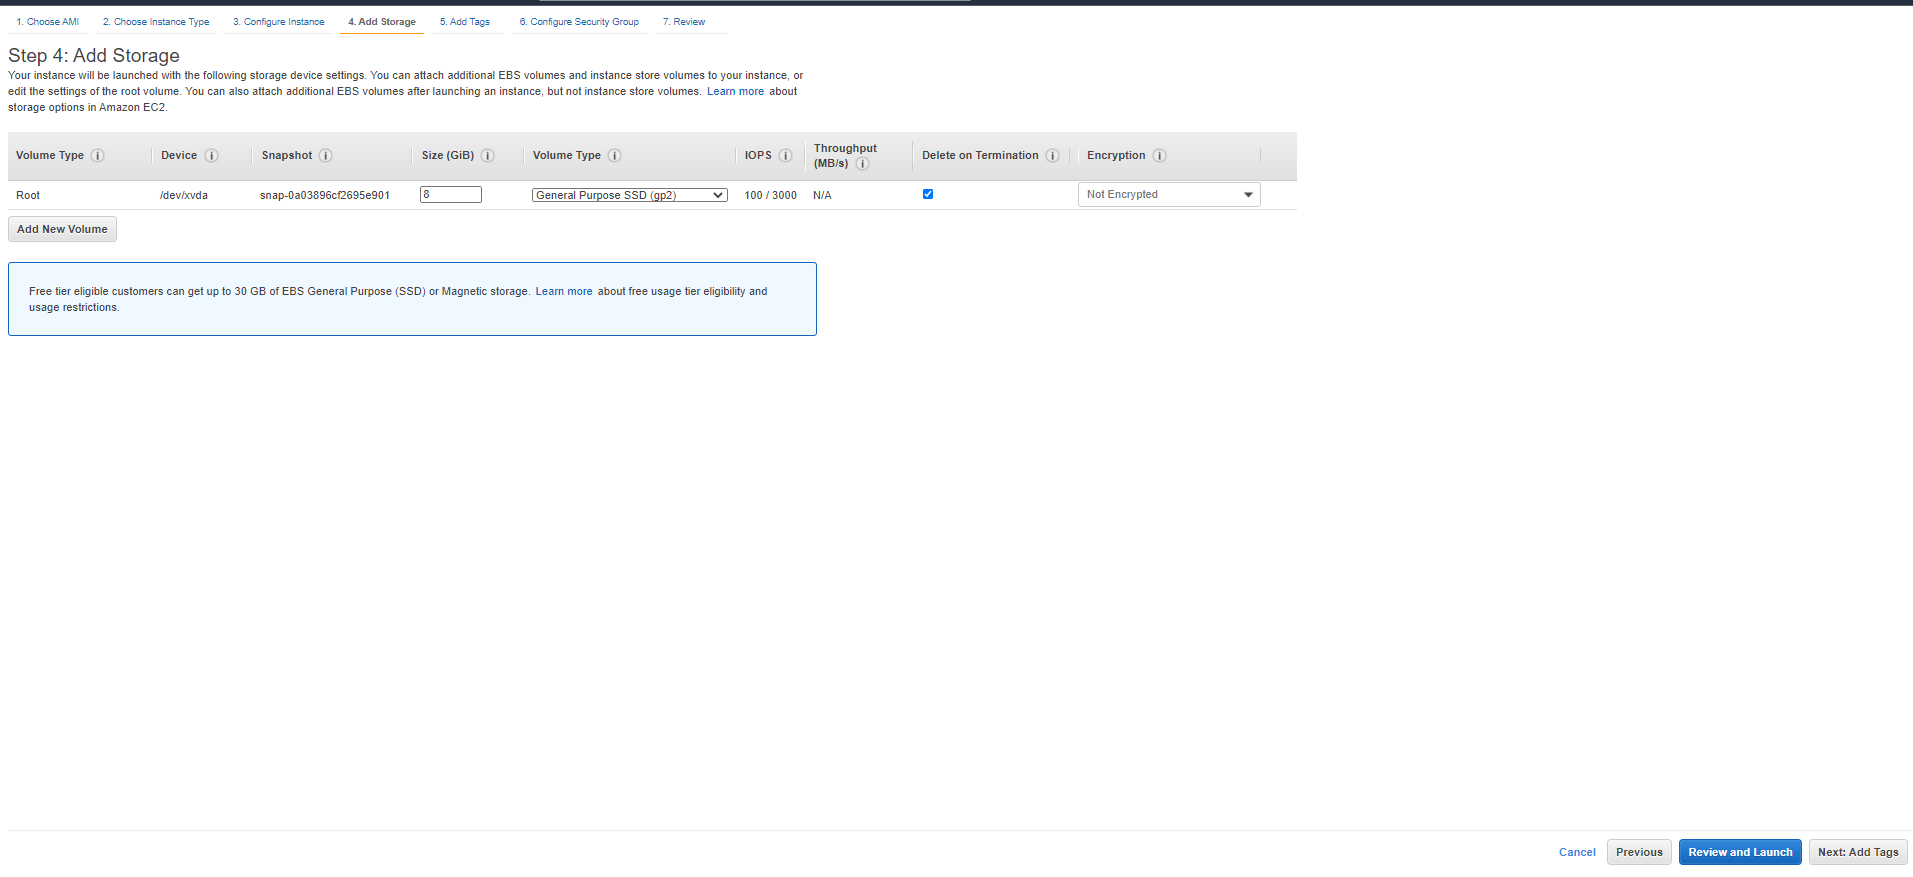 1. Choose AMI 2. Choose Instance Type 3. Configure Instance 4. Add Storage 5. Add Tags 6. Configure Security Group 7. Review
Step 4: Add Storage
Your instance will be launched with the following storage device settings. You can attach additional EBS volumes and instance store volumes to your instance, or
edit the settings of the root volume. You can also attach additional EBS volumes after launching an instance, but not instance store volumes. Learn more about
storage options in Amazon EC2.
Volume Type i Device i Snapshot i Size (GiB) i Volume Type i IOPS i Throughput (MB/s) i Delete on Termination i Encryption i
Root /dev/xvda snap-0a03896cf2695e901 8 General Purpose SSD (gp2) 100 / 3000 N/A Not Encrypted
Add New Volume
Free tier eligible customers can get up to 30 GB of EBS General Purpose (SSD) or Magnetic storage. Learn more about free usage tier eligibility and
usage restrictions.
Cancel Previous Review and Launch Next: Add Tags